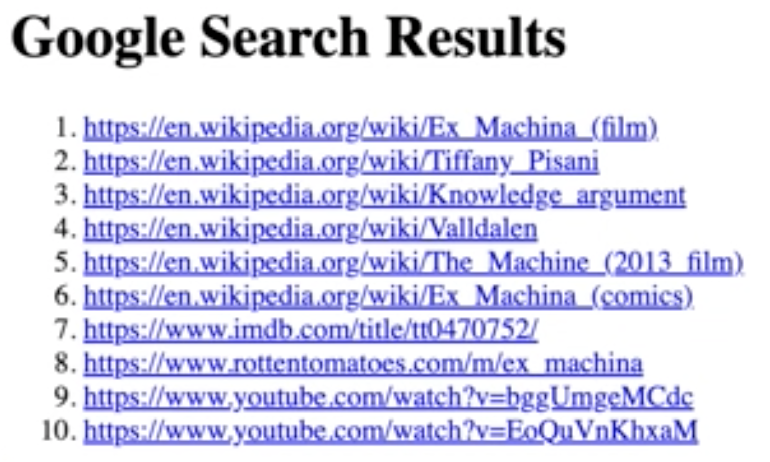 Google Search Results
1. https://en.wikipedia.org/wiki/Ex_Machina_(film)
2. https://en.wikipedia.org/wiki/Tiffany_Pisani
3. https://en.wikipedia.org/wiki/Knowledge_argument
4. https://en.wikipedia.org/wiki/Valldalen
5. https://en.wikipedia.org/wiki/The_Machine_(2013_film)
6. https://en.wikipedia.org/wiki/Ex_Machina_(comics)
7. https://www.imdb.com/title/tt0470752/
8. https://www.rottentomatoes.com/m/ex_machina
9. https://www.youtube.com/watch?v=bggUmgeMCdc
10. https://www.youtube.com/watch?v=EoQuVnKhxaM